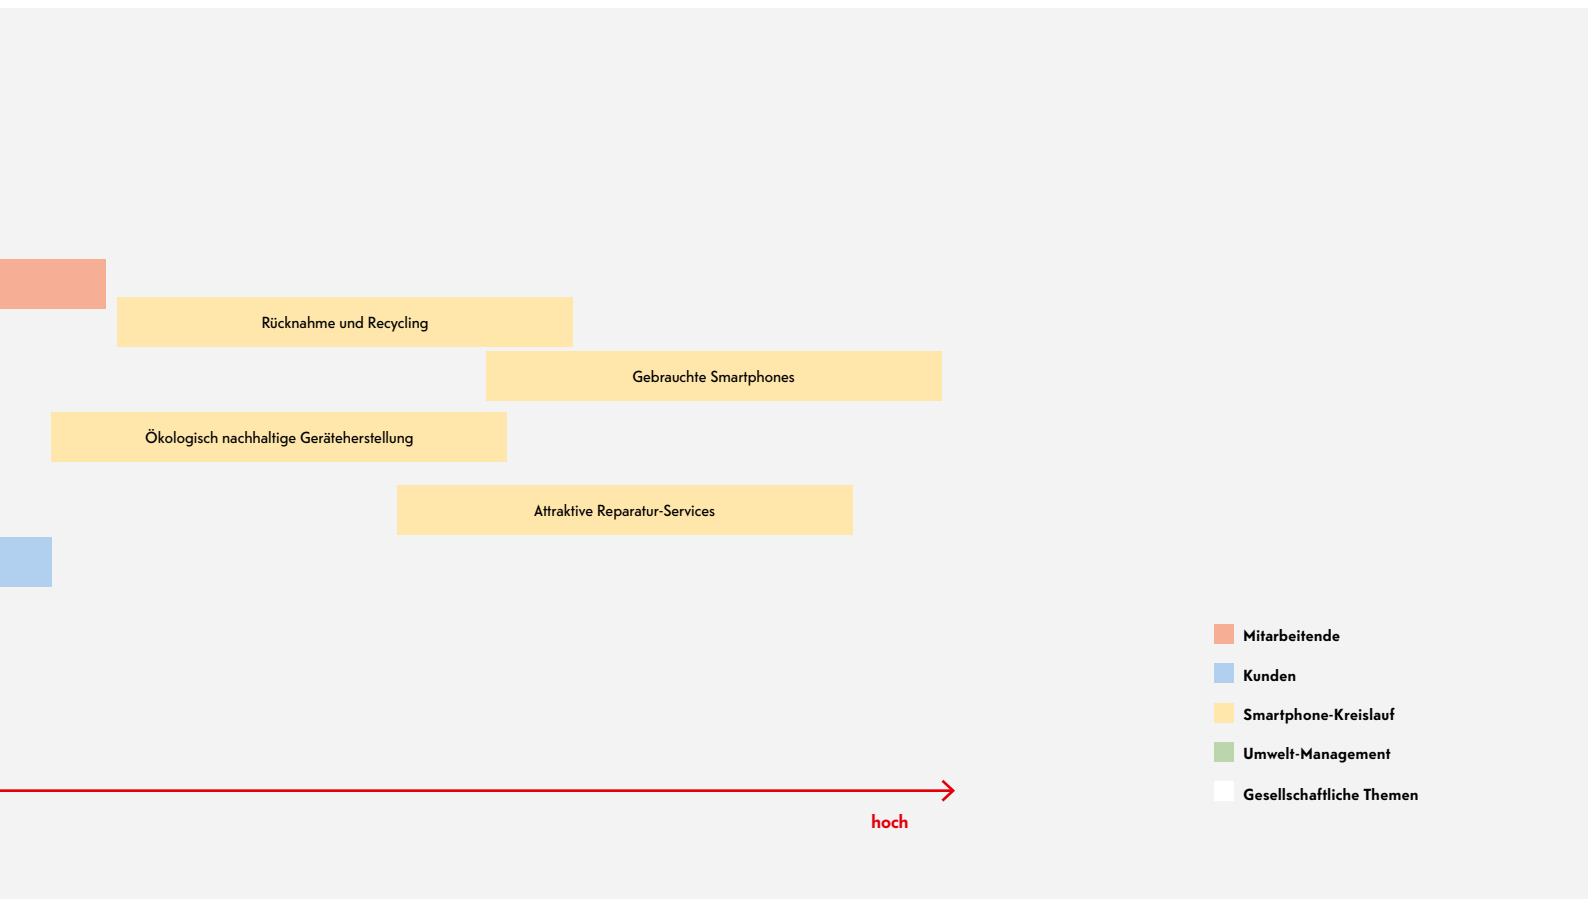 Rücknahme und Recycling
Gebrauchte Smartphones
Ökologisch nachhaltige Geräteherstellung
Attraktive Reparatur-Services
Mitarbeitende
Kunden
Smartphone-Kreislauf
Umwelt-Management
Gesellschaftliche Themen
hoch